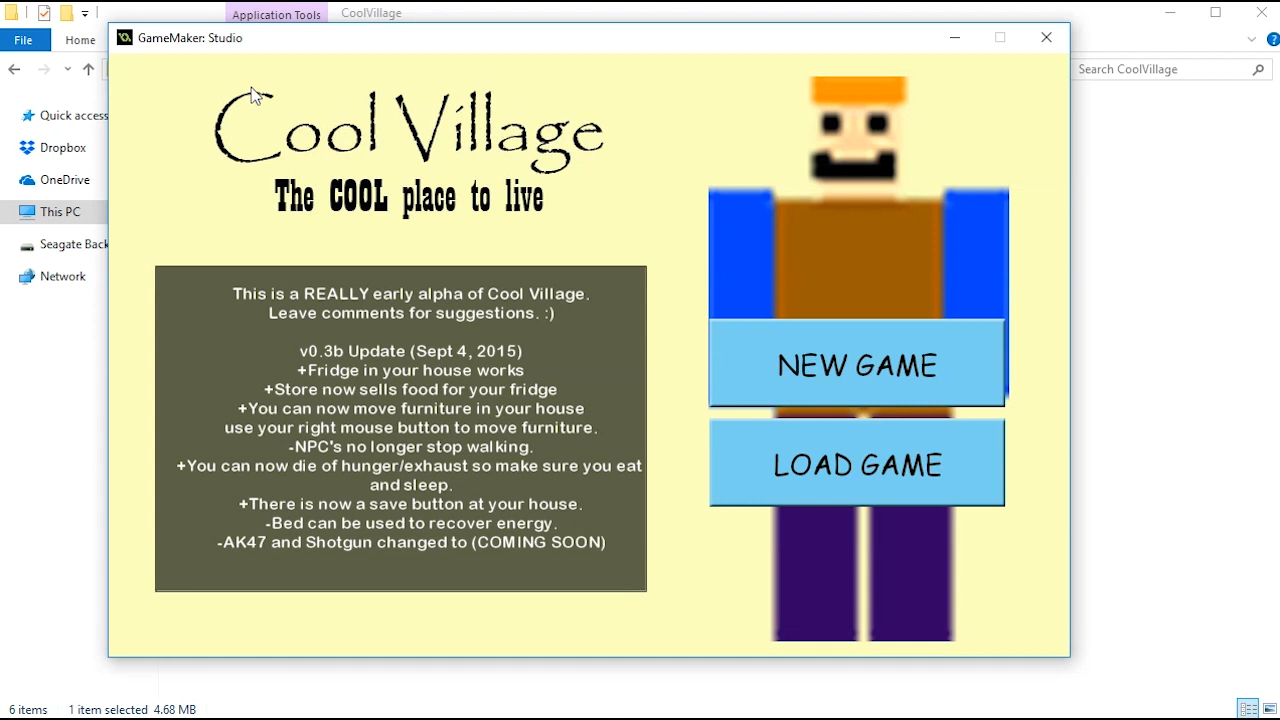 Application Tools
CoolVillage
File
Home
GameMaker: Studio
Search CoolVillage
Quick access
Dropbox
OneDrive
This PC
Seagate Back
Network
Cool Village
The COOL place to live
This is a REALLY early alpha of Cool Village.
Leave comments for suggestions. :)
v0.3b Update (Sept 4, 2015)
+Fridge in your house works
+Store now sells food for your fridge
+You can now move furniture in your house
use your right mouse button to move furniture.
-NPC's no longer stop walking.
+You can now die of hunger/exhaust so make sure you eat
and sleep.
+There is now a save button at your house.
-Bed can be used to recover energy.
-AK47 and Shotgun changed to (COMING SOON)
NEW GAME
LOAD GAME
6 items
1 item selected 4.68 MB